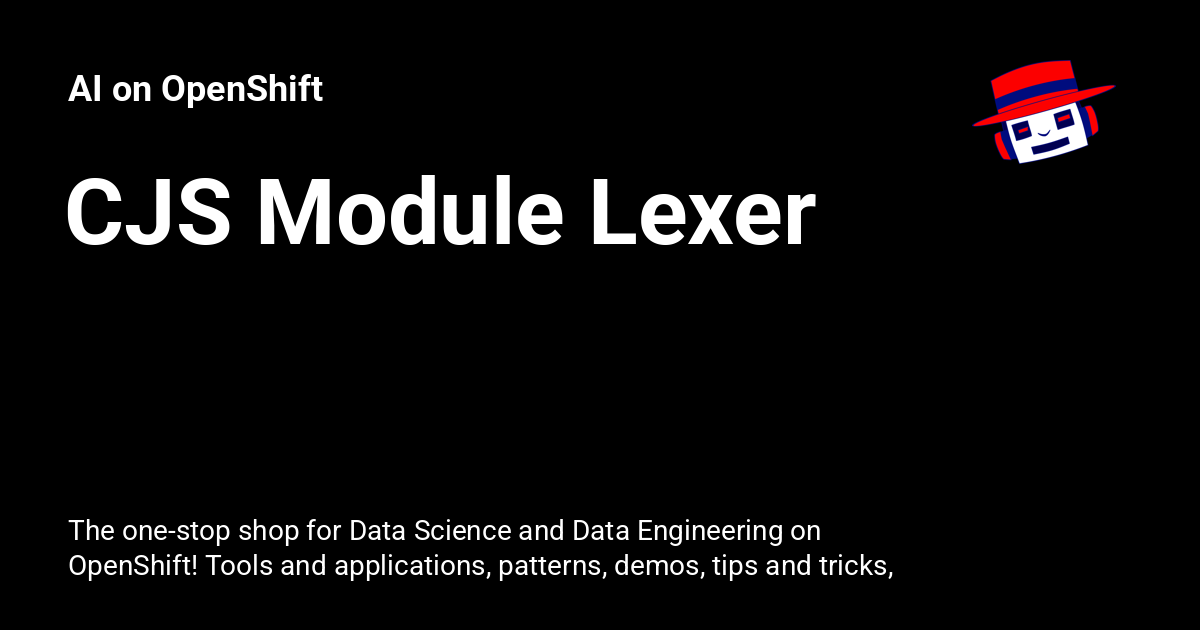 AI on OpenShift
CJS Module Lexer
The one-stop shop for Data Science and Data Engineering on
OpenShift! Tools and applications, patterns, demos, tips and tricks,